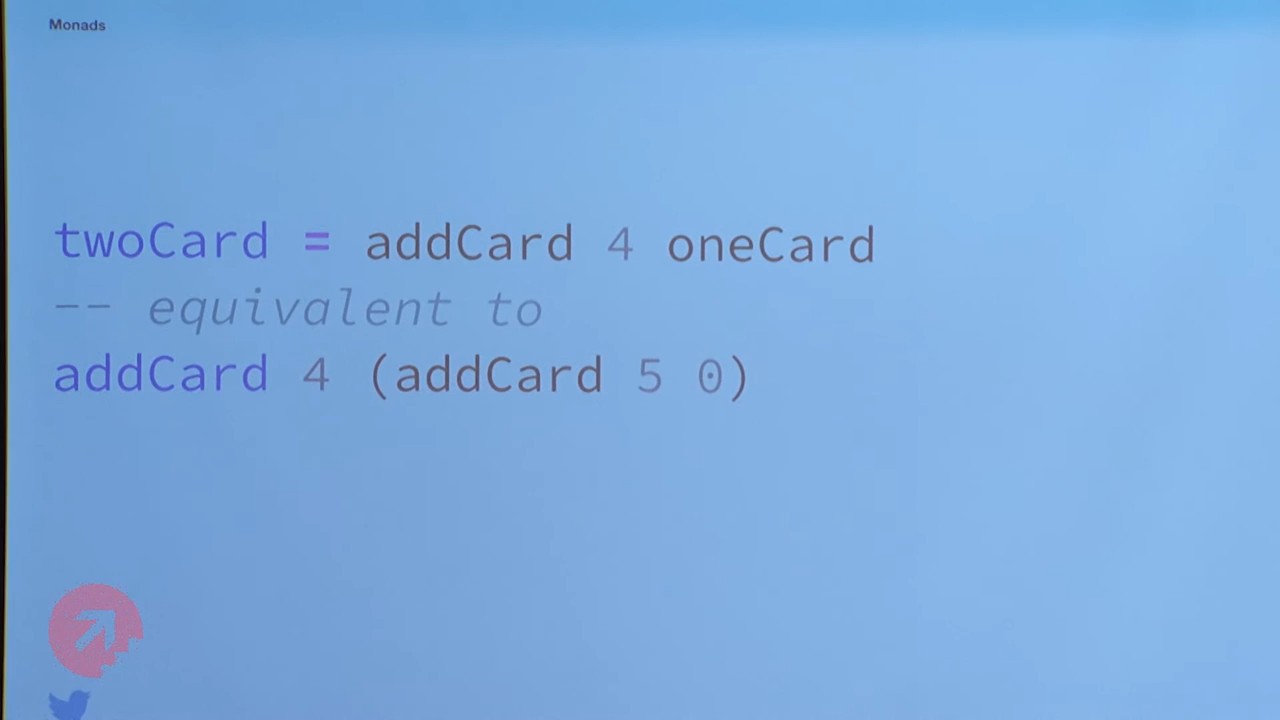 Monads
twoCard = addCard 4 oneCard
-- equivalent to
addCard 4 (addCard 5 0)